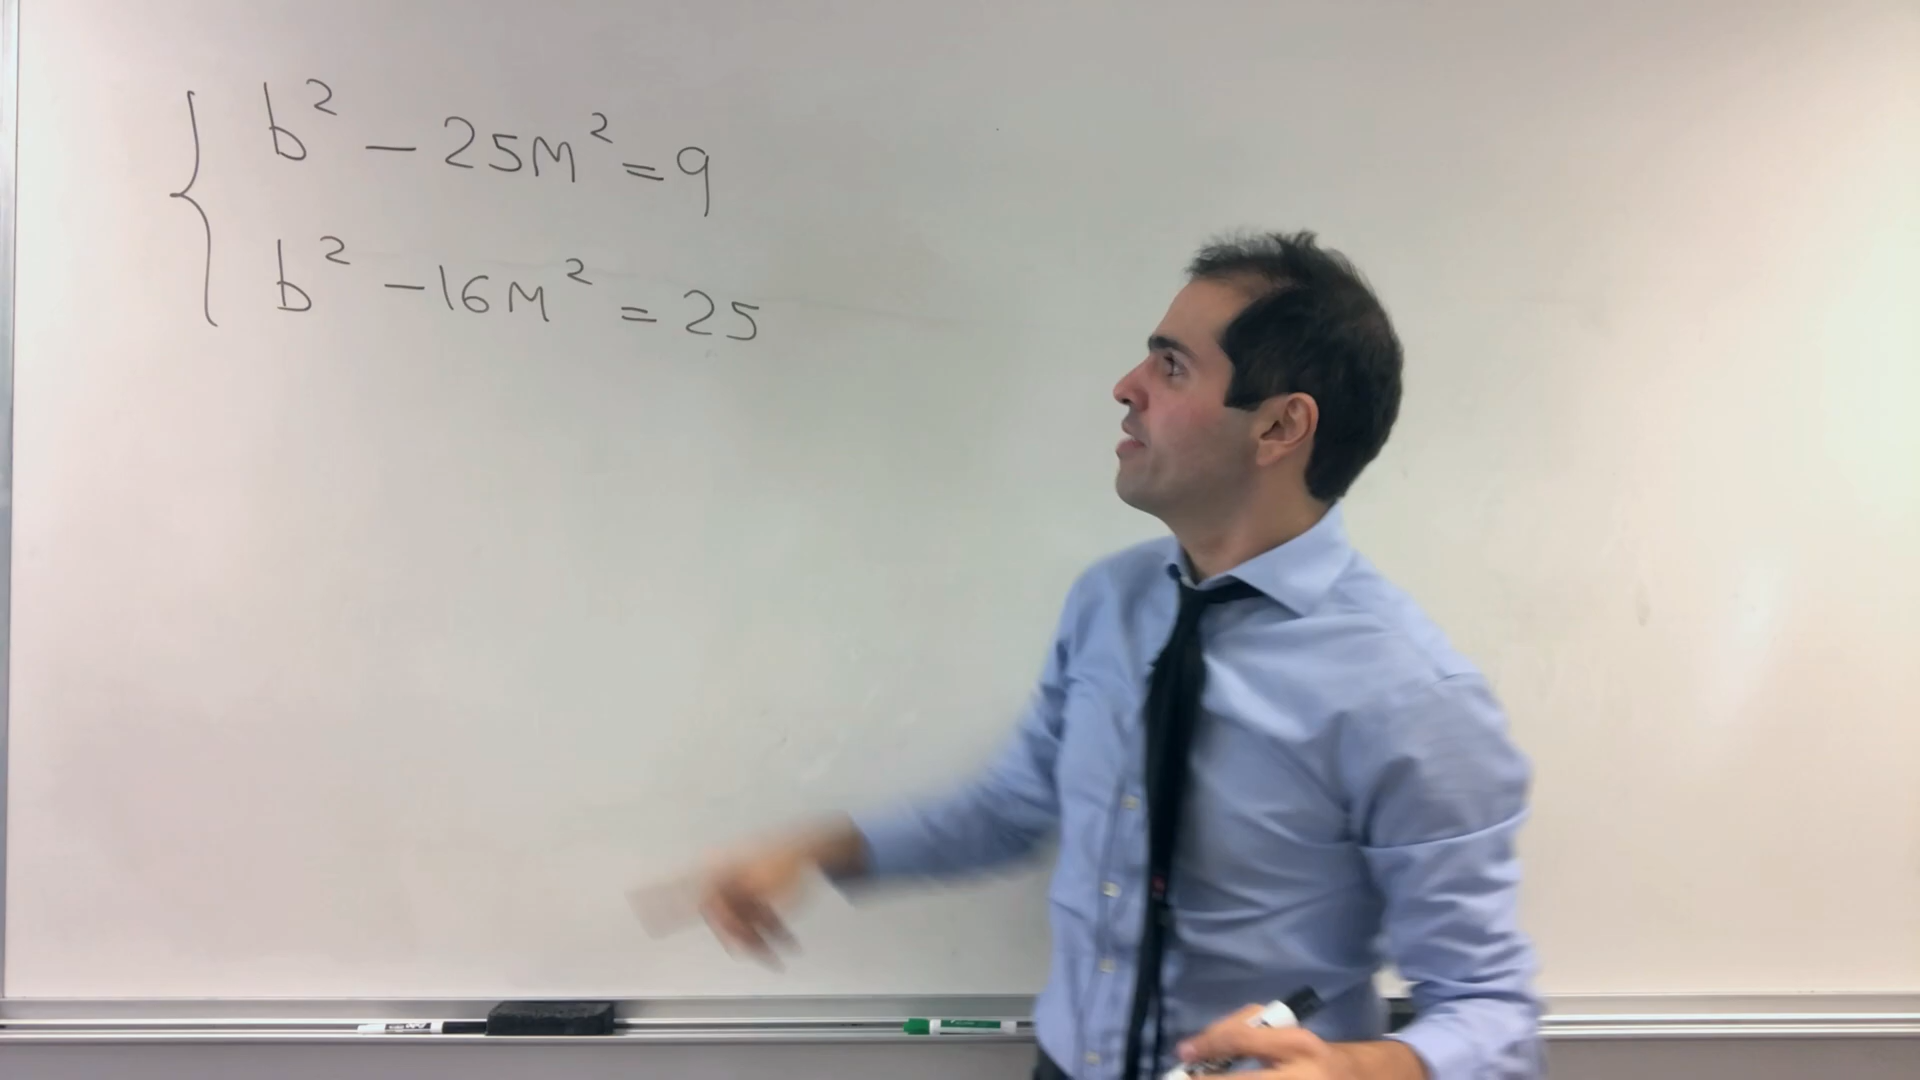 b² - 25M² = 9
b² - 16M² = 25